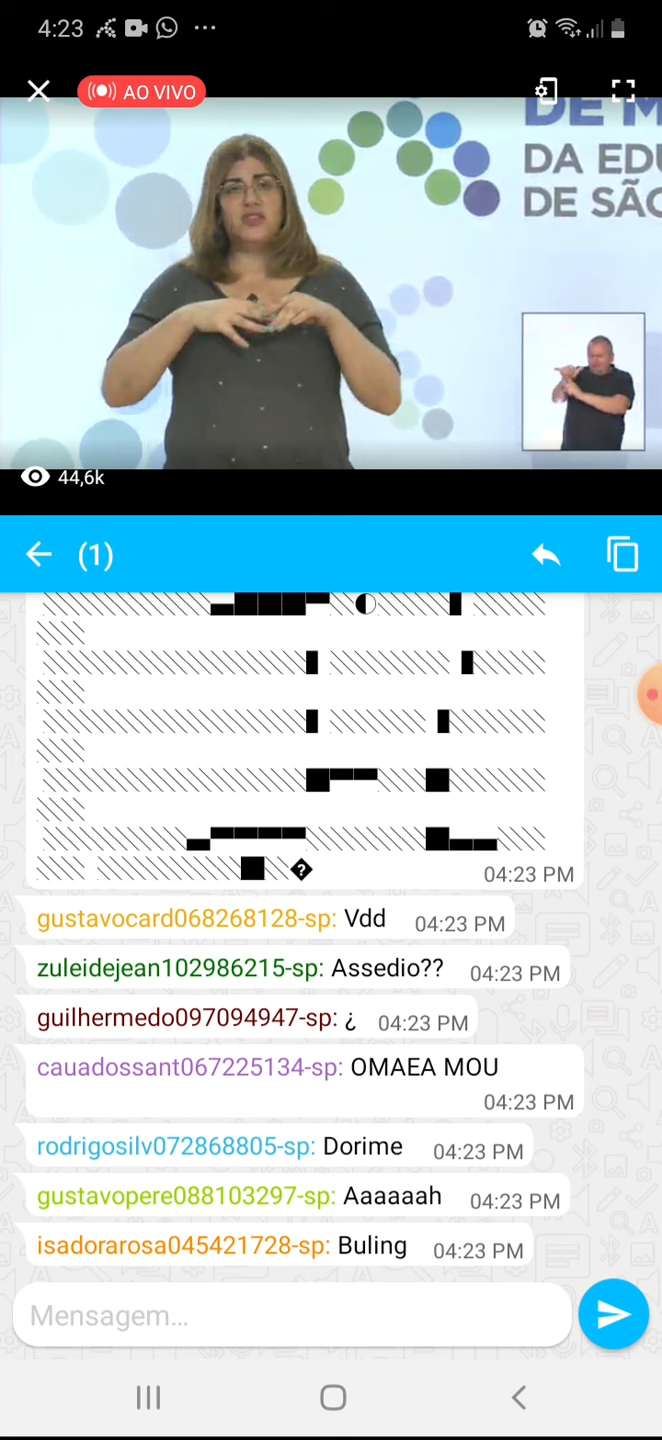 4:23
AO VIVO
DE M
DA EDU
DE SÃO
44,6k
(1)
04:23 PM
gustavocard068268128-sp: Vdd 04:23 PM
zuleidejean102986215-sp: Assedio?? 04:23 PM
guilhermedo097094947-sp: ¿ 04:23 PM
cauadossant067225134-sp: OMAEA MOU
04:23 PM
rodrigosilv072868805-sp: Dorime 04:23 PM
gustavopere088103297-sp: Aaaaaah 04:23 PM
isadorarosa045421728-sp: Buling 04:23 PM
Mensagem...